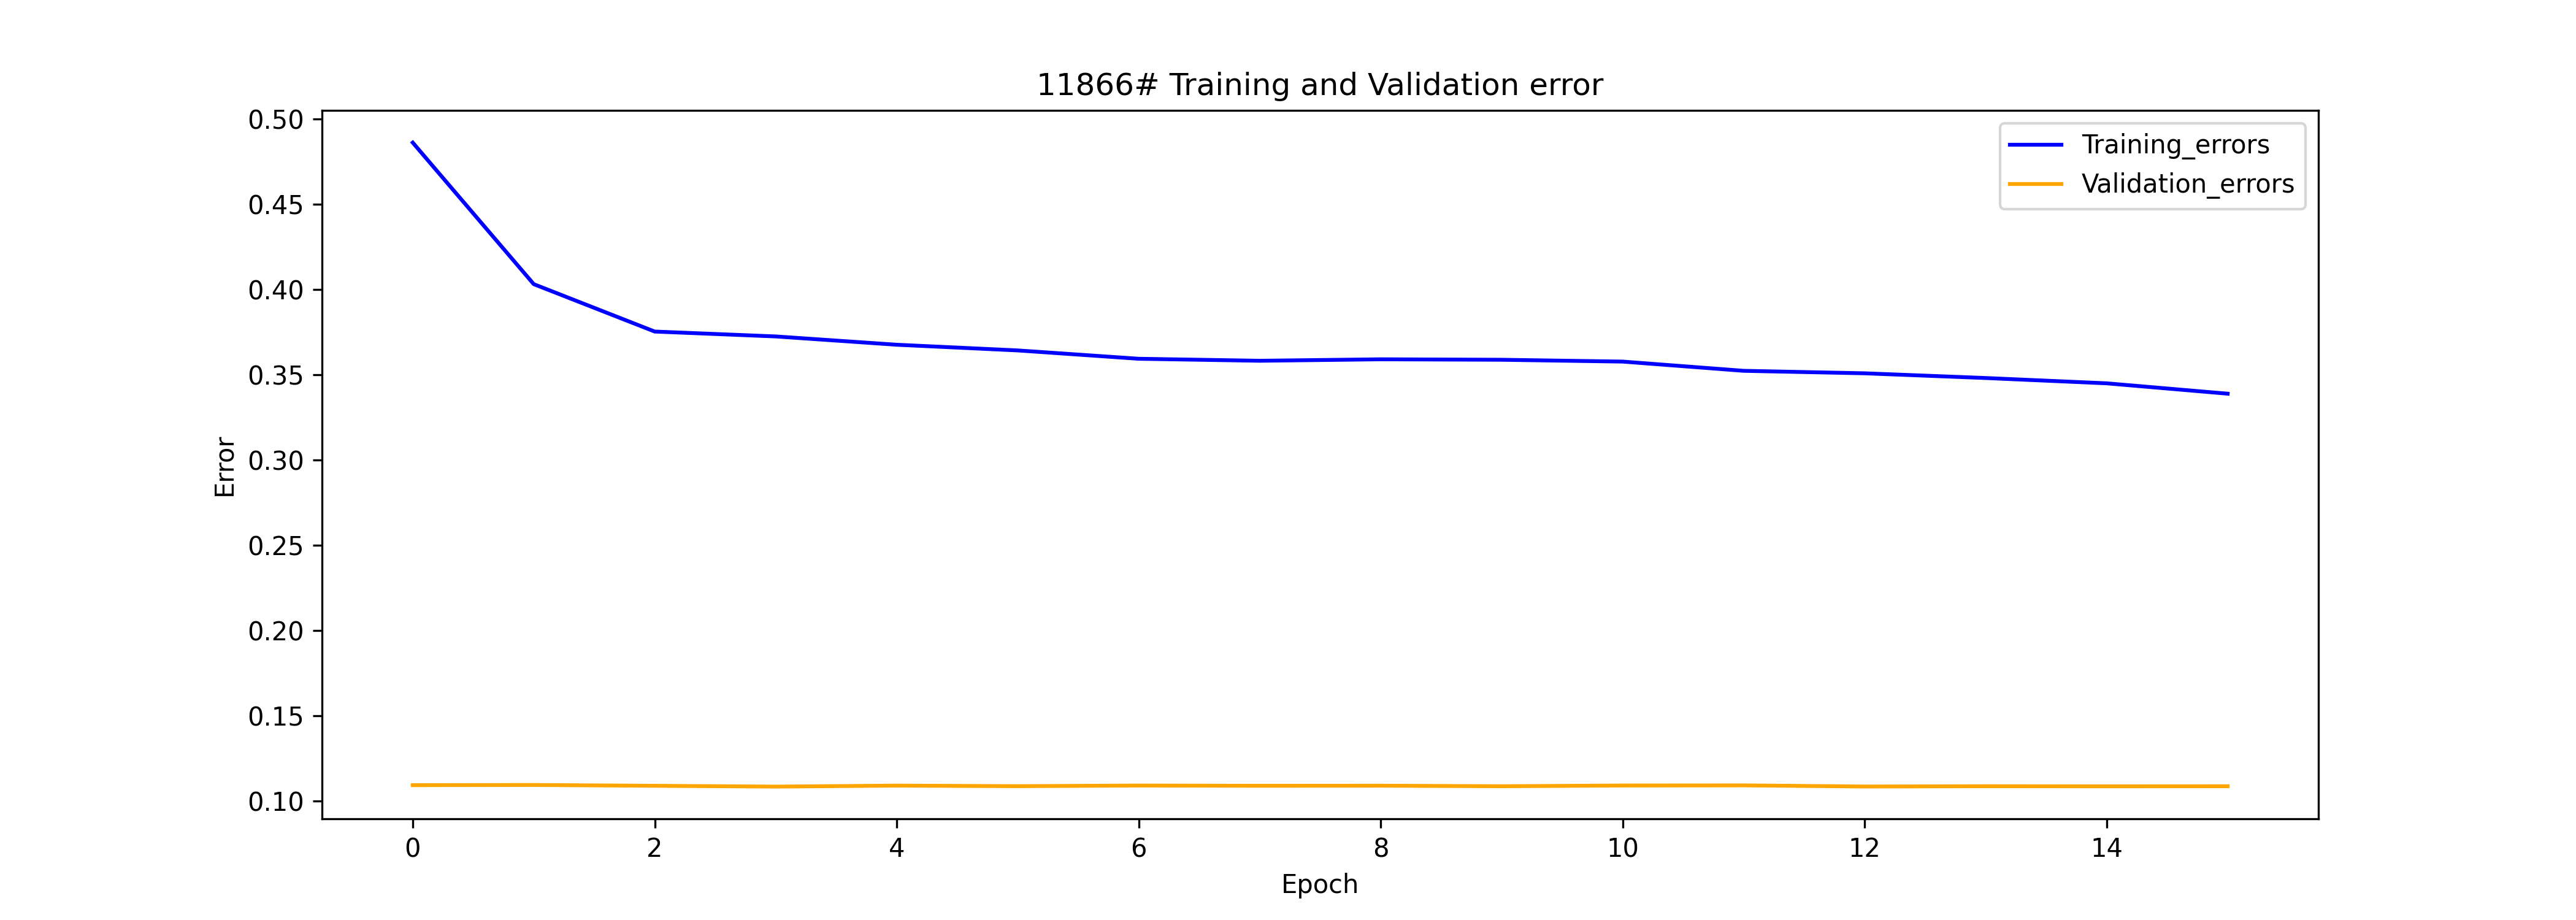 11866# Training and Validation error
Training_errors
Validation_errors
0.50
0.45
0.40
0.35
0.30
0.25
0.20
0.15
0.10
Error
0 2 4 6 8 10 12 14
Epoch